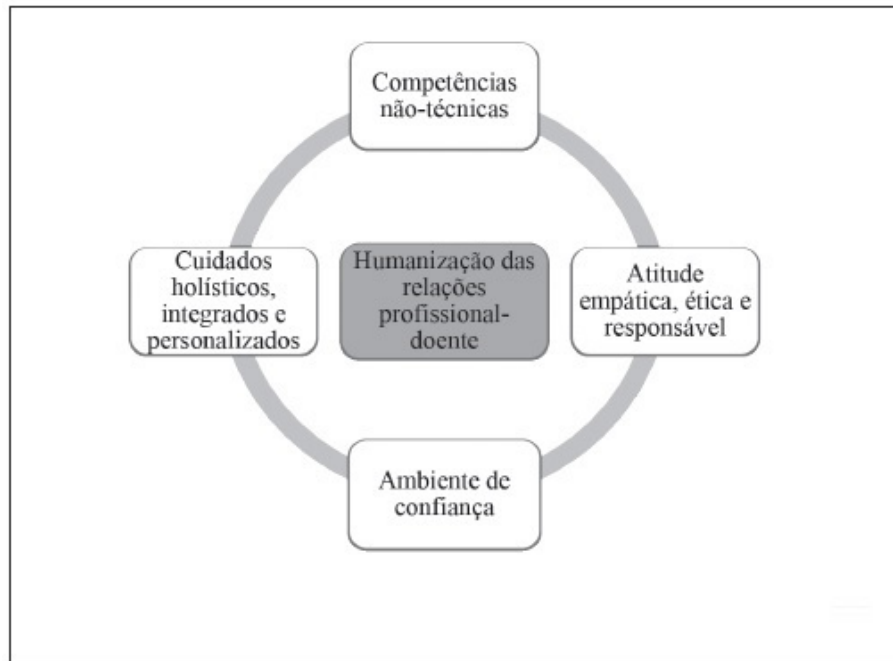 Competências
não-técnicas
Cuidados
holísticos,
integrados e
personalizados
Humanização das
relações
profissional-
doente
Atitude
empática, ética e
responsável
Ambiente de
confiança